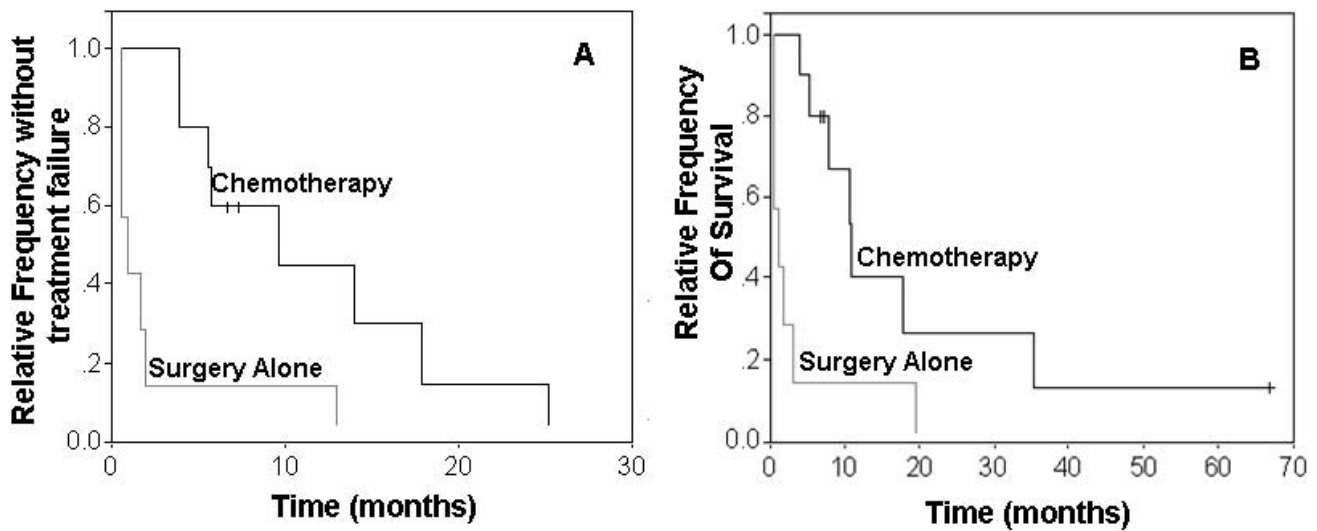 A
Relative Frequency without
treatment failure
1.0
.8
.6
.4
.2
0.0
Chemotherapy
Surgery Alone
0 10 20 30
Time (months)
B
Relative Frequency
Of Survival
1.0
.8
.6
.4
.2
0.0
Chemotherapy
Surgery Alone
0 10 20 30 40 50 60 70
Time (months)